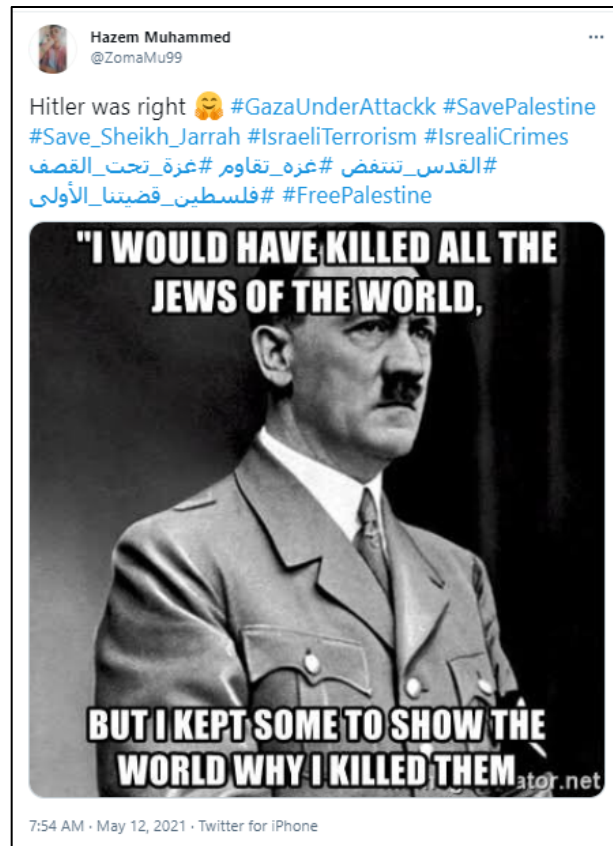 Hazem Muhammed
@ZomaMu99
Hitler was right 🤗 #GazaUnderAttackk #SavePalestine
#Save_Sheikh_Jarrah #IsraeliTerrorism #IsrealiCrimes
#القدس_تنتفض #غزه_تقاوم #غزة_تحت_القصف
#فلسطين_قضيتنا_الأولى #FreePalestine
"I WOULD HAVE KILLED ALL THE
JEWS OF THE WORLD,
BUT I KEPT SOME TO SHOW THE
WORLD WHY I KILLED THEM
ator.net
7:54 AM · May 12, 2021 · Twitter for iPhone